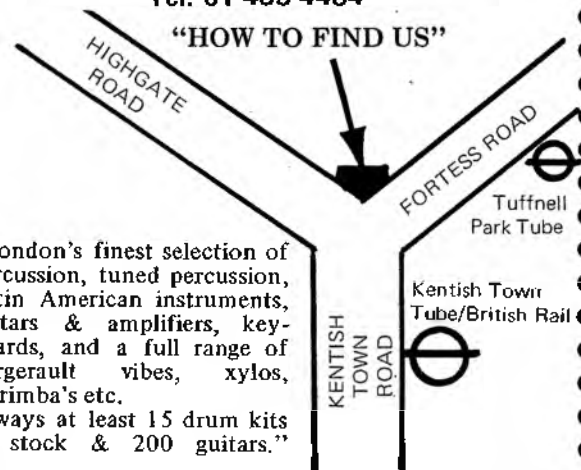 "HOW TO FIND US"
HIGHGATE
ROAD
FORTESS ROAD
Tuffnell
Park Tube
ondon's finest selection of
rcussion, tuned percussion,
tin American instruments,
tars & amplifiers, key-
ards, and a full range of
rgerault vibes, xylos,
rimba's etc.
ways at least 15 drum kits
stock & 200 guitars."
Kentish Town
Tube/British Rail
KENTISH
TOWN
ROAD